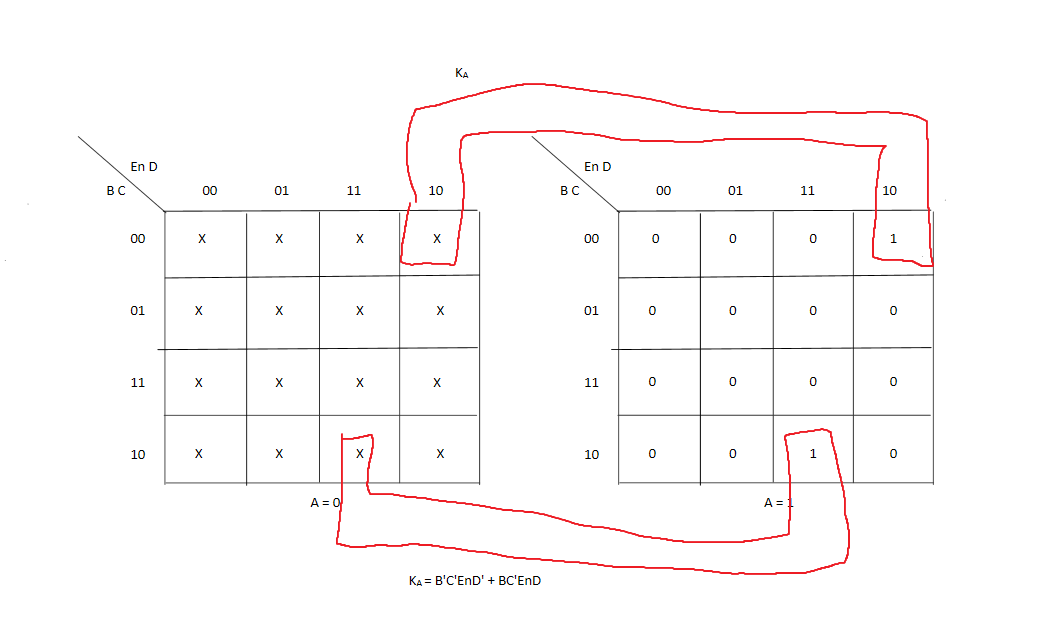 K_A
En D En D
B C 00 01 11 10 B C 00 01 11 10
00 X X X X 00 0 0 0 1
01 X X X X 01 0 0 0 0
11 X X X X 11 0 0 0 0
10 X X X X 10 0 0 1 0
A = 0 A = 1
K_A = B'C'EnD' + BC'EnD